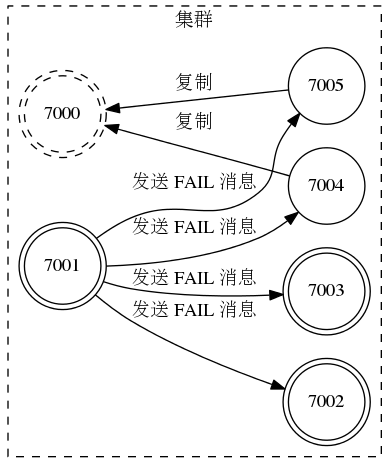 集群
7005
复制
7000
复制
7004
发送 FAIL 消息
发送 FAIL 消息
7001
发送 FAIL 消息
7003
发送 FAIL 消息
7002